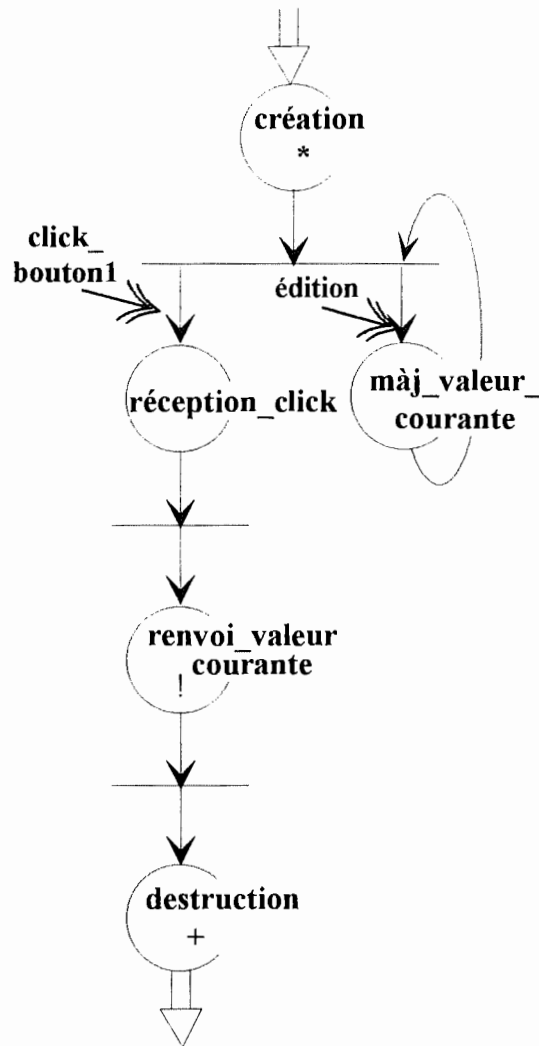 création
*
click_
bouton1
édition
réception_click
màj_valeur_
courante
renvoi_valeur
courante
!
destruction
+